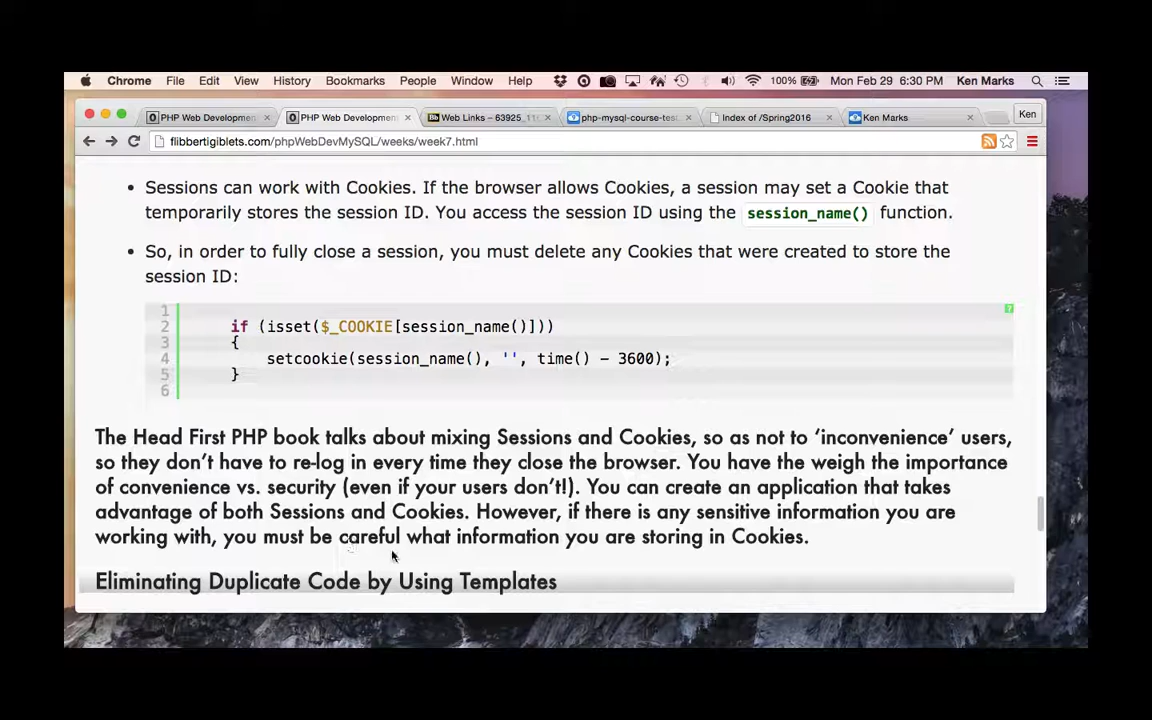 Chrome File Edit View History Bookmarks People Window Help 100% Mon Feb 29 6:30 PM Ken Marks
PHP Web Developmen PHP Web Developmen Web Links – 63925_11 php-mysql-course-tes Index of /Spring2016 Ken Marks Ken
flibbertigiblets.com/phpWebDevMySQL/weeks/week7.html
• Sessions can work with Cookies. If the browser allows Cookies, a session may set a Cookie that
temporarily stores the session ID. You access the session ID using the session_name() function.
• So, in order to fully close a session, you must delete any Cookies that were created to store the
session ID:
1
2 if (isset($_COOKIE[session_name()]))
3 {
4 setcookie(session_name(), '', time() - 3600);
5 }
6
?
The Head First PHP book talks about mixing Sessions and Cookies, so as not to ‘inconvenience’ users,
so they don’t have to re-log in every time they close the browser. You have the weigh the importance
of convenience vs. security (even if your users don’t!). You can create an application that takes
advantage of both Sessions and Cookies. However, if there is any sensitive information you are
working with, you must be careful what information you are storing in Cookies.
Eliminating Duplicate Code by Using Templates